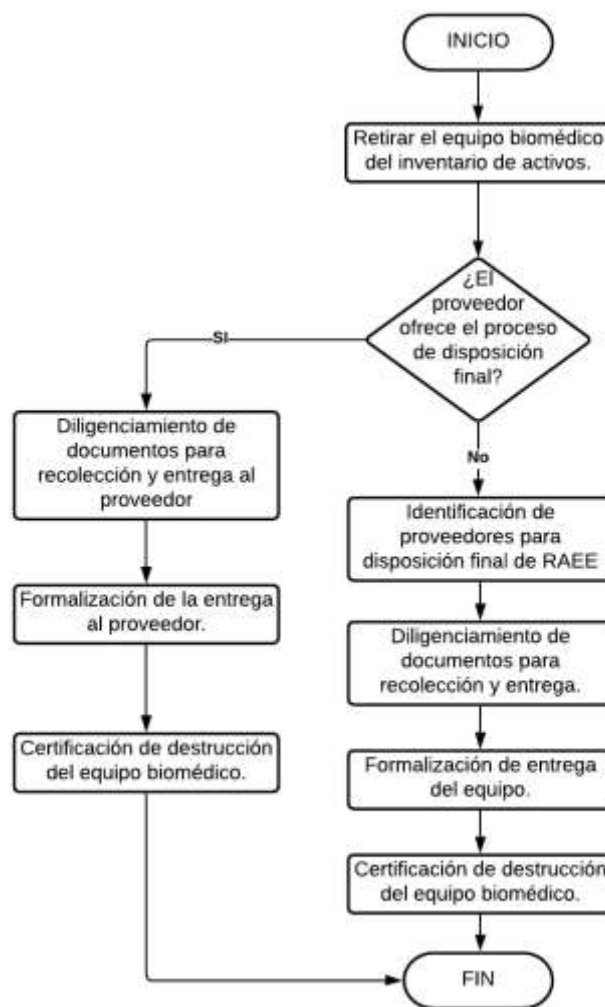 INICIO
Retirar el equipo biomédico
del inventario de activos.
¿El
proveedor
ofrece el proceso
de disposición
final?
SI
Diligenciamiento de
documentos para
recolección y entrega al
proveedor
Formalización de la entrega
al proveedor.
Certificación de destrucción
del equipo biomédico.
No
Identificación de
proveedores para
disposición final de RAEE
Diligenciamiento de
documentos para
recolección y entrega.
Formalización de entrega
del equipo.
Certificación de destrucción
del equipo biomédico.
FIN